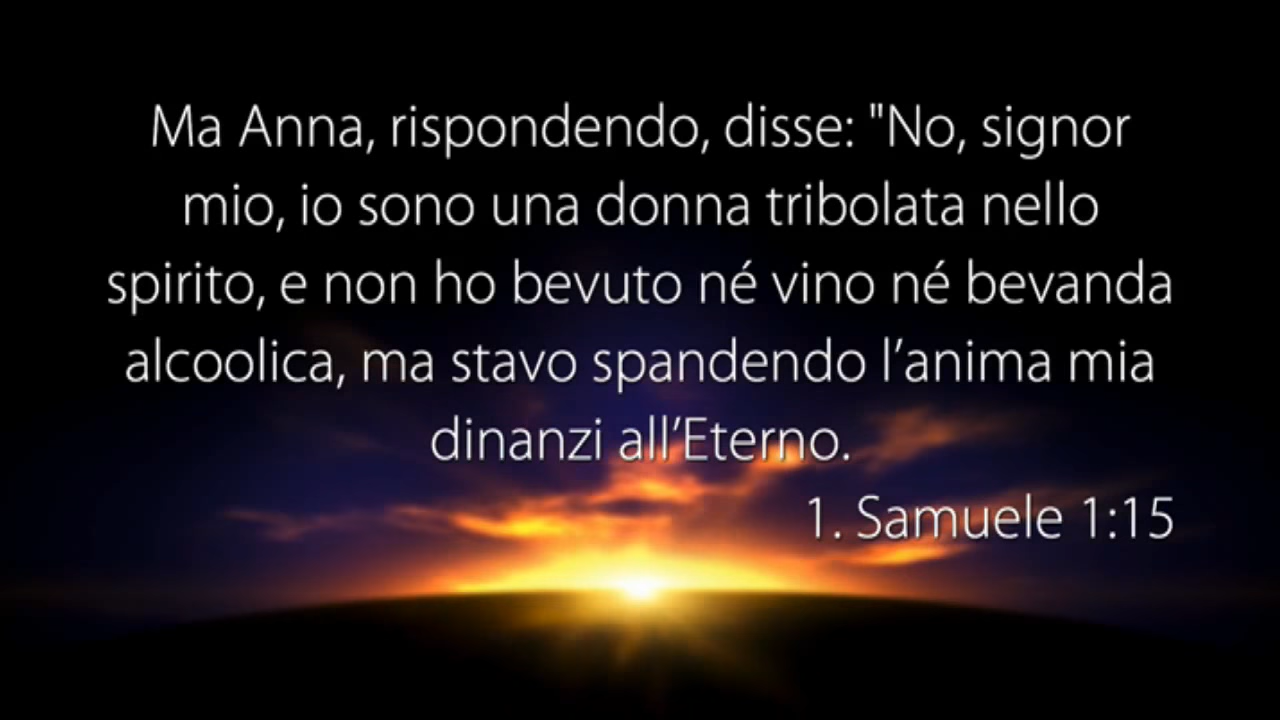 Ma Anna, rispondendo, disse: "No, signor
mio, io sono una donna tribolata nello
spirito, e non ho bevuto né vino né bevanda
alcoolica, ma stavo spandendo l’anima mia
dinanzi all’Eterno.
1. Samuele 1:15